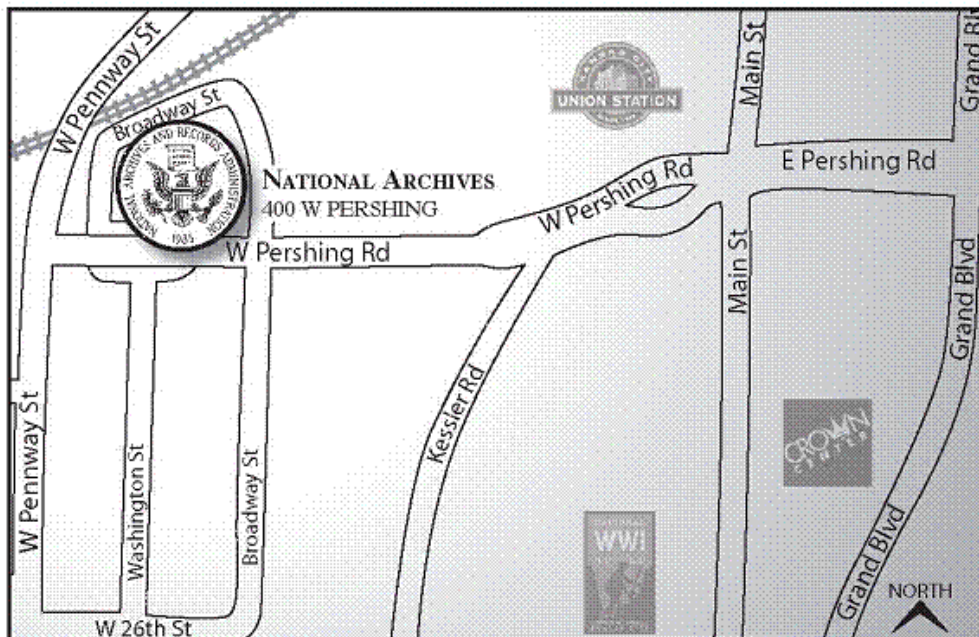 W Pennway St
Broadway St
NATIONAL ARCHIVES AND RECORDS ADMINISTRATION
1985
NATIONAL ARCHIVES
400 W PERSHING
UNION STATION
Main St
Grand Bl
E Pershing Rd
W Pershing Rd
W Pershing Rd
Main St
Grand Blvd
W Pennway St
Washington St
Broadway St
Kessler Rd
CROWN
CENTER
WWI
Grand Blvd
W 26th St
NORTH